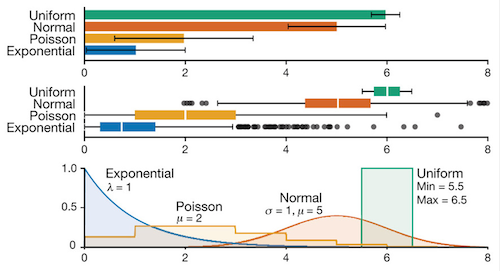 Uniform
Normal
Poisson
Exponential
0 2 4 6 8
Uniform
Normal
Poisson
Exponential
0 2 4 6 8
1.0
0.5
0
Exponential
λ = 1
Poisson
μ = 2
Normal
σ = 1, μ = 5
Uniform
Min = 5.5
Max = 6.5
0 2 4 6 8